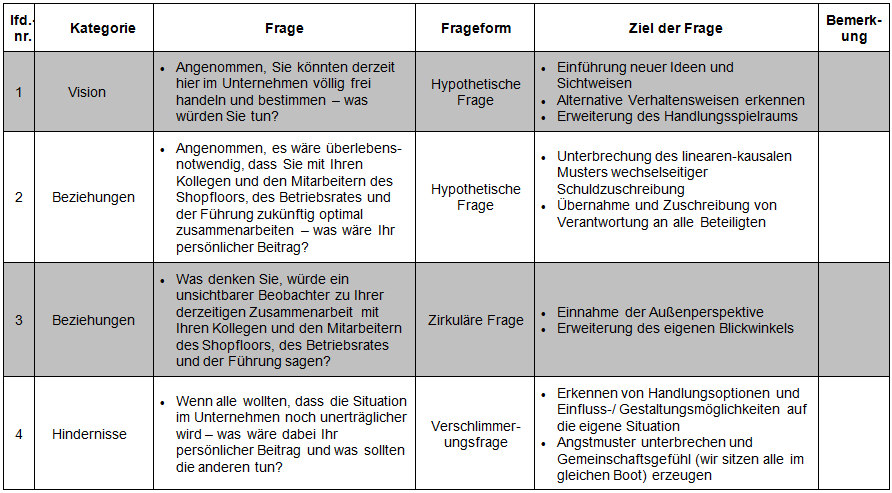 lfd.- Kategorie Frage Frageform Ziel der Frage Bemerk-
nr. ung
1
Vision
• Angenommen, Sie könnten derzeit
hier im Unternehmen völlig frei
handeln und bestimmen – was
würden Sie tun?
Hypothetische
Frage
• Einführung neuer Ideen und
Sichtweisen
• Alternative Verhaltensweisen erkennen
• Erweiterung des Handlungsspielraums
2
Beziehungen
• Angenommen, es wäre überlebens-
notwendig, dass Sie mit Ihren
Kollegen und den Mitarbeitern des
Shopfloors, des Betriebsrates und
der Führung zukünftig optimal
zusammenarbeiten – was wäre Ihr
persönlicher Beitrag?
Hypothetische
Frage
• Unterbrechung des linearen-kausalen
Musters wechselseitiger
Schuldzuschreibung
• Übernahme und Zuschreibung von
Verantwortung an alle Beteiligten
3
Beziehungen
• Was denken Sie, würde ein
unsichtbarer Beobachter zu Ihrer
derzeitigen Zusammenarbeit mit
Ihren Kollegen und den Mitarbeitern
des Shopfloors, des Betriebsrates
und der Führung sagen?
Zirkuläre Frage
• Einnahme der Außenperspektive
• Erweiterung des eigenen Blickwinkels
4
Hindernisse
• Wenn alle wollten, dass die Situation
im Unternehmen noch unerträglicher
wird – was wäre dabei Ihr
persönlicher Beitrag und was sollten
die anderen tun?
Verschlimmer-
ungsfrage
• Erkennen von Handlungsoptionen und
Einfluss-/ Gestaltungsmöglichkeiten auf
die eigene Situation
• Angstmuster unterbrechen und
Gemeinschaftsgefühl (wir sitzen alle im
gleichen Boot) erzeugen